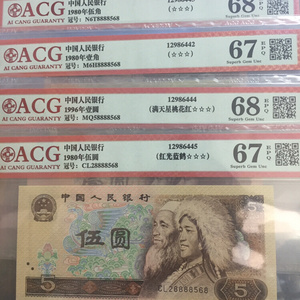 ACG
AI CANG GUARANTY
中国人民银行
1980年伍角
冠号: N6T8888568
(☆☆☆)
68 EPQ
Superb Gem Unc
ACG
AI CANG GUARANTY
中国人民银行
1980年壹角
冠号: M6H8888568
12986442
(☆☆☆)
67 EPQ
Superb Gem Unc
ACG
AI CANG GUARANTY
中国人民银行
1996年壹圆
冠号: MQ58888568
12986444
(满天星桃花红☆☆☆)
68 EPQ
Superb Gem Unc
ACG
AI CANG GUARANTY
中国人民银行
1980年伍圆
冠号: CL28888568
12986445
(红光蓝鹤☆☆☆)
67 EPQ
Superb Gem Unc
中国人民银行
伍圆
CL28888568
5
5